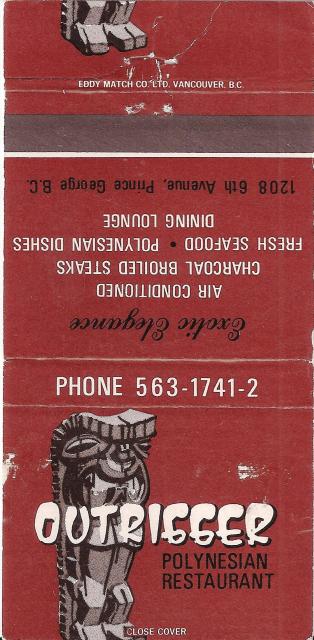 EDDY MATCH CO. LTD. VANCOUVER, B.C.
Exotic Elegance
AIR CONDITIONED
CHARCOAL BROILED STEAKS
FRESH SEAFOOD • POLYNESIAN DISHES
DINING LOUNGE
1208 6th Avenue, Prince George B.C.
PHONE 563-1741-2
OUTRIGGER
POLYNESIAN
RESTAURANT
CLOSE COVER